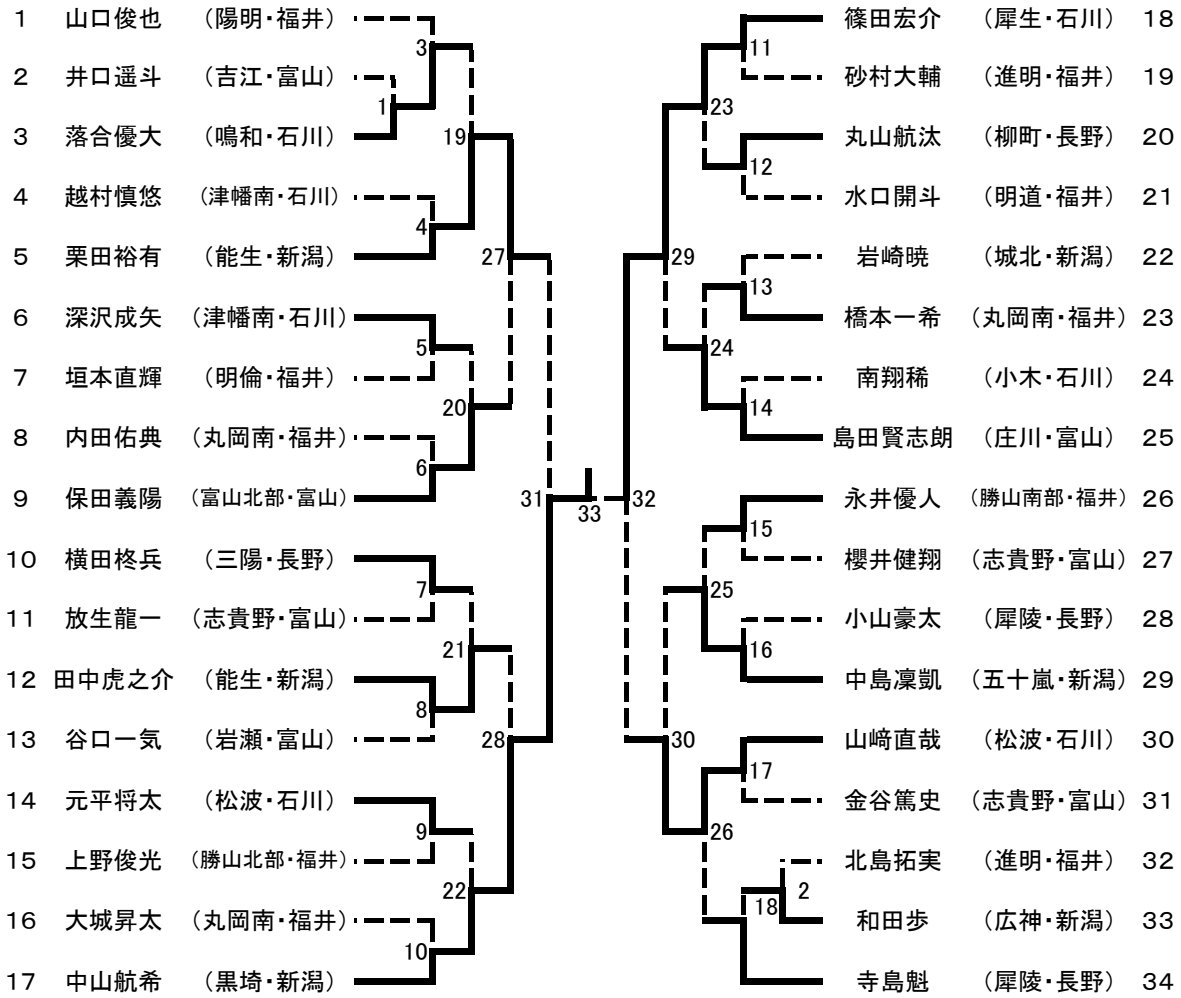 1 山口俊也 (陽明・福井)
2 井口遥斗 (吉江・富山)
3 落合優大 (鳴和・石川)
4 越村慎悠 (津幡南・石川)
5 栗田裕有 (能生・新潟)
6 深沢成矢 (津幡南・石川)
7 垣本直輝 (明倫・福井)
8 内田佑典 (丸岡南・福井)
9 保田義陽 (富山北部・富山)
10 横田柊兵 (三陽・長野)
11 放生龍一 (志貴野・富山)
12 田中虎之介 (能生・新潟)
13 谷口一気 (岩瀬・富山)
14 元平将太 (松波・石川)
15 上野俊光 (勝山北部・福井)
16 大城昇太 (丸岡南・福井)
17 中山航希 (黒埼・新潟)
3
1
19
4
27
5
20
6
31
7
21
8
28
9
22
10
33
11
23
12
29
13
24
14
32
15
25
16
30
17
26
2
18
篠田宏介 (犀生・石川) 18
砂村大輔 (進明・福井) 19
丸山航汰 (柳町・長野) 20
水口開斗 (明道・福井) 21
岩崎暁 (城北・新潟) 22
橋本一希 (丸岡南・福井) 23
南翔稀 (小木・石川) 24
島田賢志朗 (庄川・富山) 25
永井優人 (勝山南部・福井) 26
櫻井健翔 (志貴野・富山) 27
小山豪太 (犀陵・長野) 28
中島凜凱 (五十嵐・新潟) 29
山﨑直哉 (松波・石川) 30
金谷篤史 (志貴野・富山) 31
北島拓実 (進明・福井) 32
和田歩 (広神・新潟) 33
寺島魁 (犀陵・長野) 34